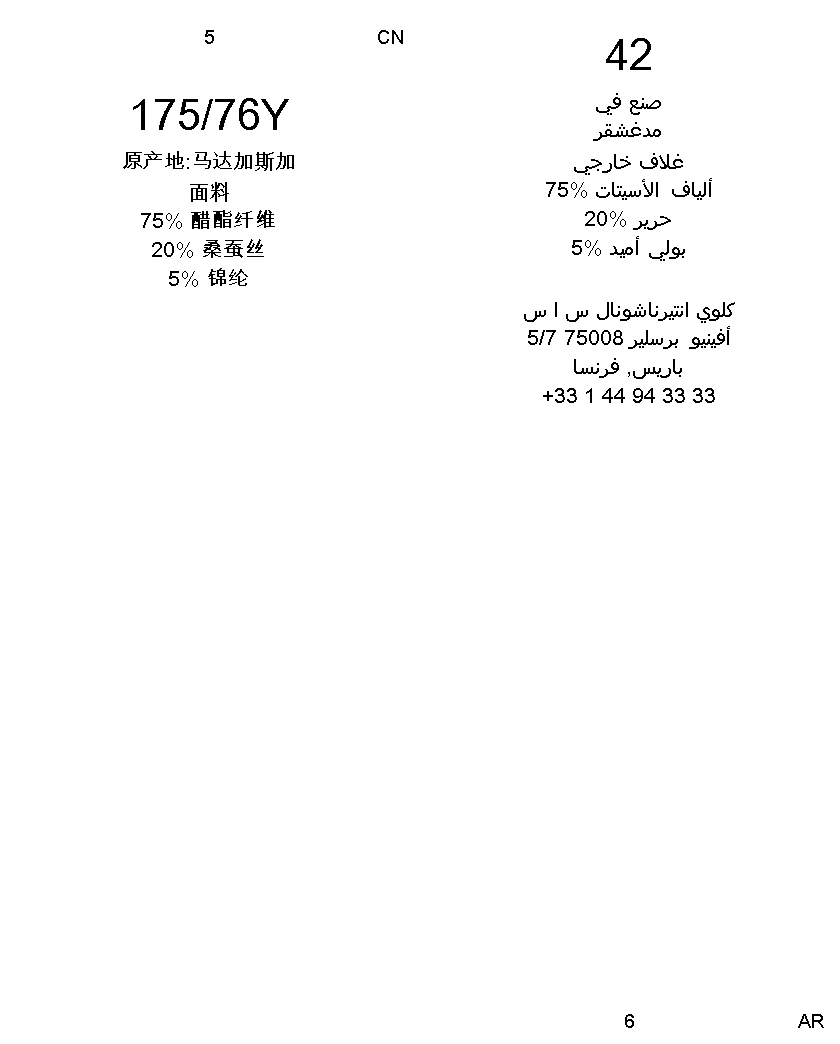 5
CN
175/76Y
原产地:马达加斯加
面料
75% 醋酯纤维
20% 桑蚕丝
5% 锦纶
42
صنع في
مدغشقر
غلاف خارجي
ألياف الأسيتات %75
حرير %20
بولي أميد %5
كلوي انتيرناشونال س ا س
أفينيو برسلير 75008 5/7
باريس, فرنسا
+33 1 44 94 33 33
6
AR